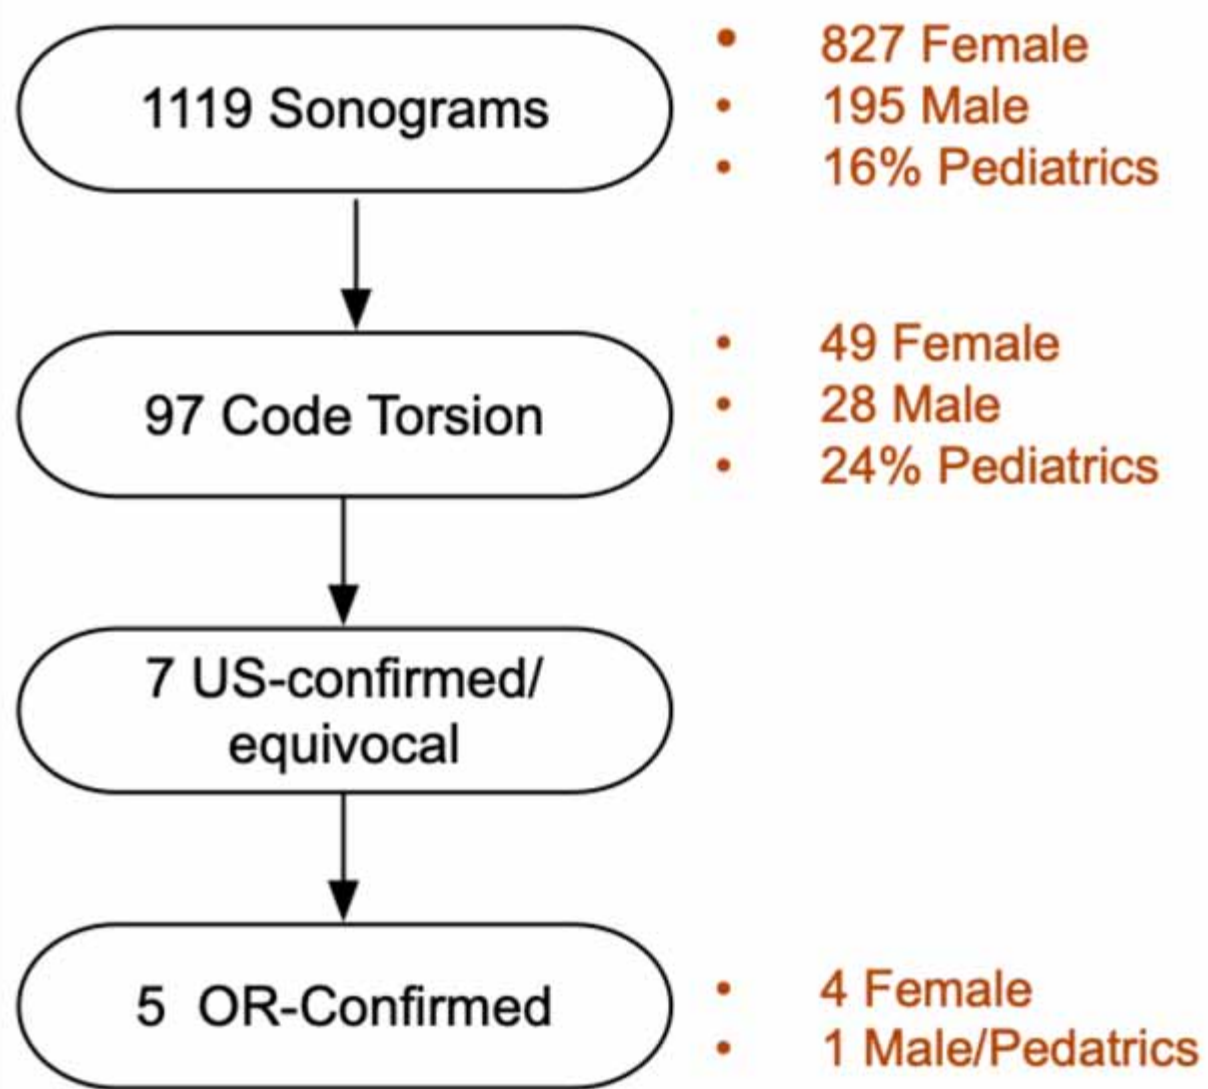 1119 Sonograms
• 827 Female
• 195 Male
• 16% Pediatrics
97 Code Torsion
• 49 Female
• 28 Male
• 24% Pediatrics
7 US-confirmed/
equivocal
5 OR-Confirmed
• 4 Female
• 1 Male/Pedatrics